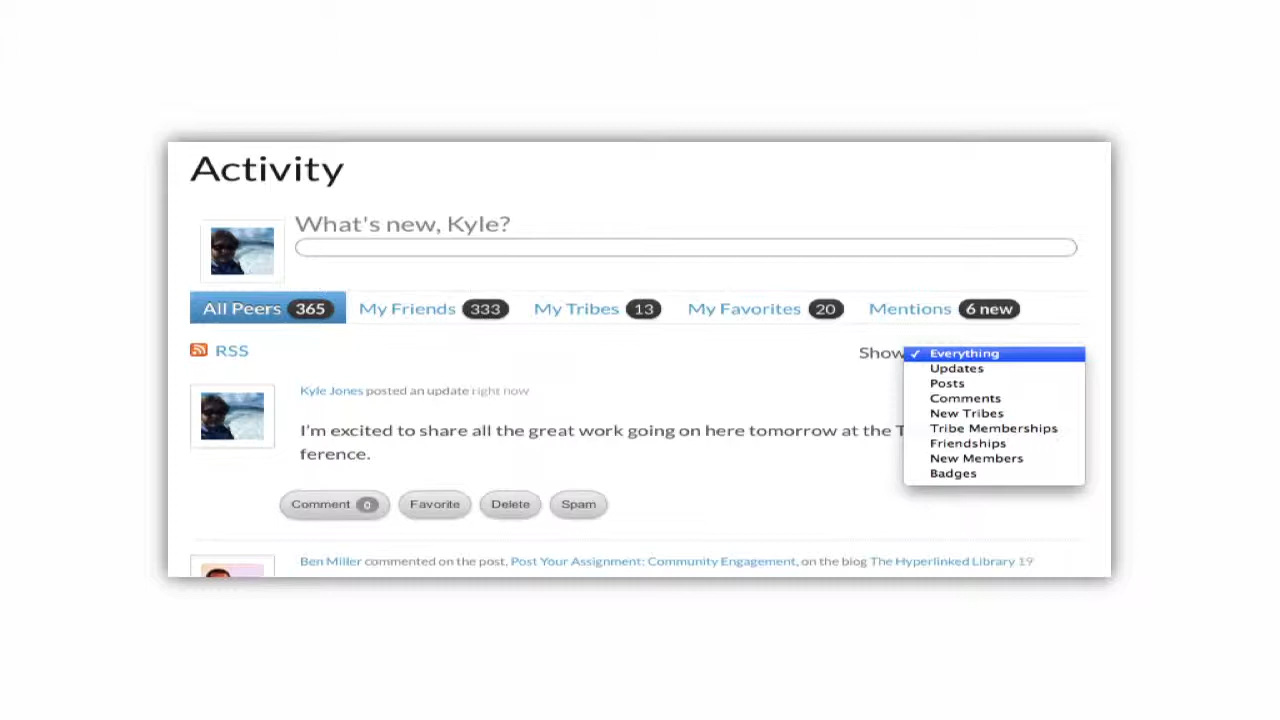 Activity
What's new, Kyle?
All Peers 365 My Friends 333 My Tribes 13 My Favorites 20 Mentions 6 new
RSS
Show
✓ Everything
Updates
Posts
Comments
New Tribes
Tribe Memberships
Friendships
New Members
Badges
Kyle Jones posted an update right now
I'm excited to share all the great work going on here tomorrow at the T
ference.
Comment 0 Favorite Delete Spam
Ben Miller commented on the post, Post Your Assignment: Community Engagement, on the blog The Hyperlinked Library 19